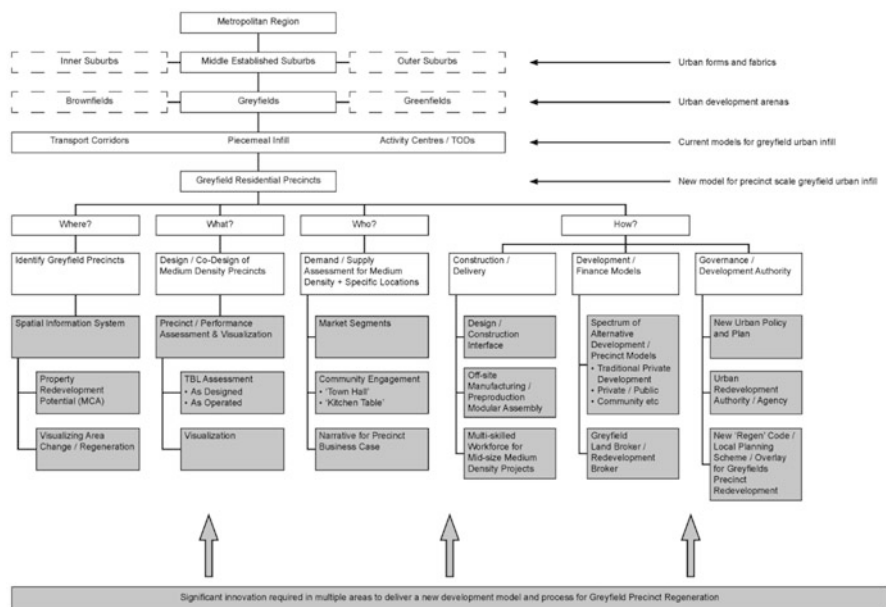 Metropolitan Region
Inner Suburbs
Middle Established Suburbs
Outer Suburbs
Urban forms and fabrics
Brownfields
Greyfields
Greenfields
Urban development arenas
Transport Corridors
Piecemeal Infill
Activity Centres / TODs
Current models for greyfield urban infill
Greyfield Residential Precincts
New model for precinct scale greyfield urban infill
Where?
What?
Who?
How?
Identify Greyfield Precincts
Design / Co-Design of
Medium Density Precincts
Demand / Supply
Assessment for Medium
Density + Specific Locations
Construction /
Delivery
Development /
Finance Models
Governance /
Development Authority
Spatial Information System
Property
Redevelopment
Potential (MCA)
Visualizing Area
Change / Regeneration
Precinct / Performance
Assessment & Visualization
TBL Assessment
• As Designed
• As Operated
Visualization
Market Segments
Community Engagement
• ‘Town Hall’
• ‘Kitchen Table’
Narrative for Precinct
Business Case
Design /
Construction
Interface
Off-site
Manufacturing /
Preproduction
Modular Assembly
Multi-skilled
Workforce for
Mid-size Medium
Density Projects
Spectrum of
Alternative
Development /
Precinct Models
• Traditional Private
Development
• Private / Public
• Community etc
Greyfield
Land Broker /
Redevelopment
Broker
New Urban Policy
and Plan
Urban
Redevelopment
Authority / Agency
New ‘Regen’ Code /
Local Planning
Scheme / Overlay
for Greyfields
Precinct
Redevelopment
Significant innovation required in multiple areas to deliver a new development model and process for Greyfield Precinct Regeneration